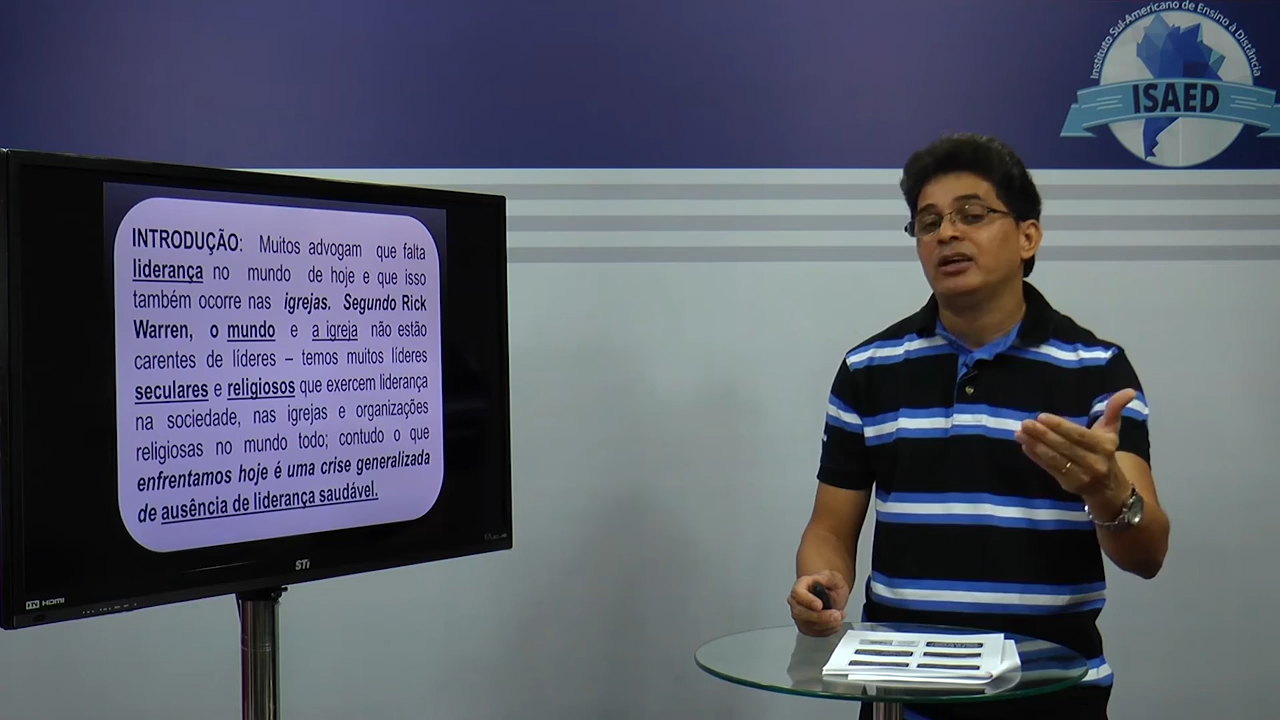 Instituto Sul-Americano de Ensino à Distância
ISAED
INTRODUÇÃO: Muitos advogam que falta
liderança no mundo de hoje e que isso
também ocorre nas igrejas. Segundo Rick
Warren, o mundo e a igreja não estão
carentes de líderes – temos muitos líderes
seculares e religiosos que exercem liderança
na sociedade, nas igrejas e organizações
religiosas no mundo todo; contudo o que
enfrentamos hoje é uma crise generalizada
de ausência de liderança saudável.
STi
HDMI